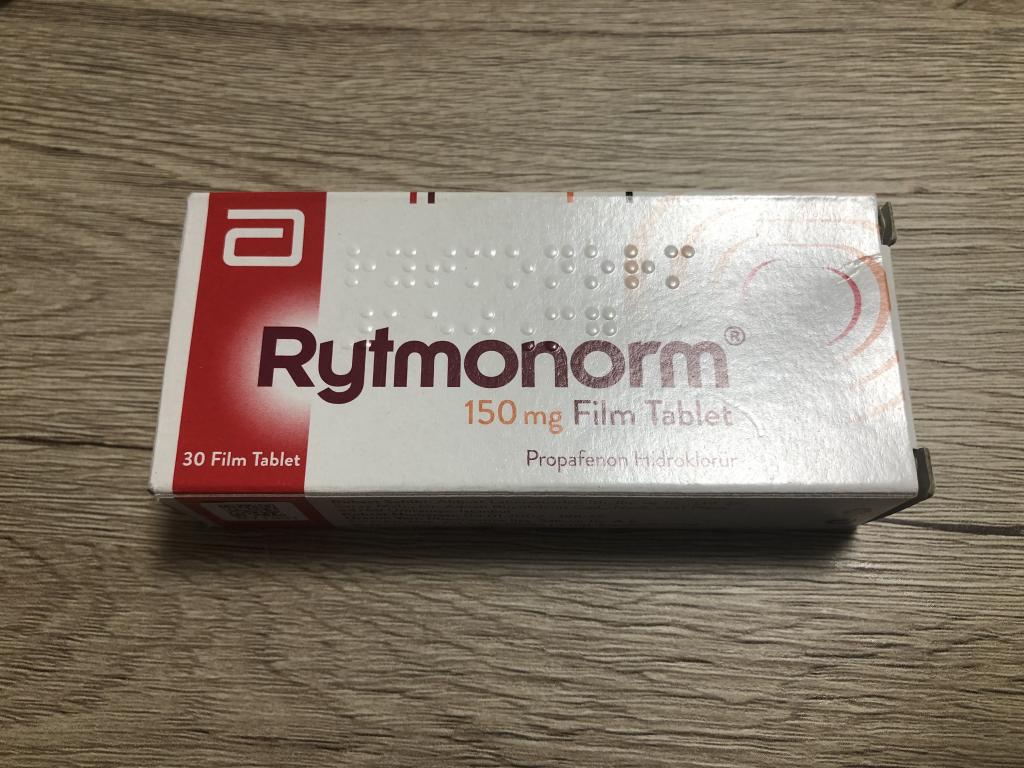 Rytmonorm®
150 mg Film Tablet
30 Film Tablet
Propafenon Hidroklorür